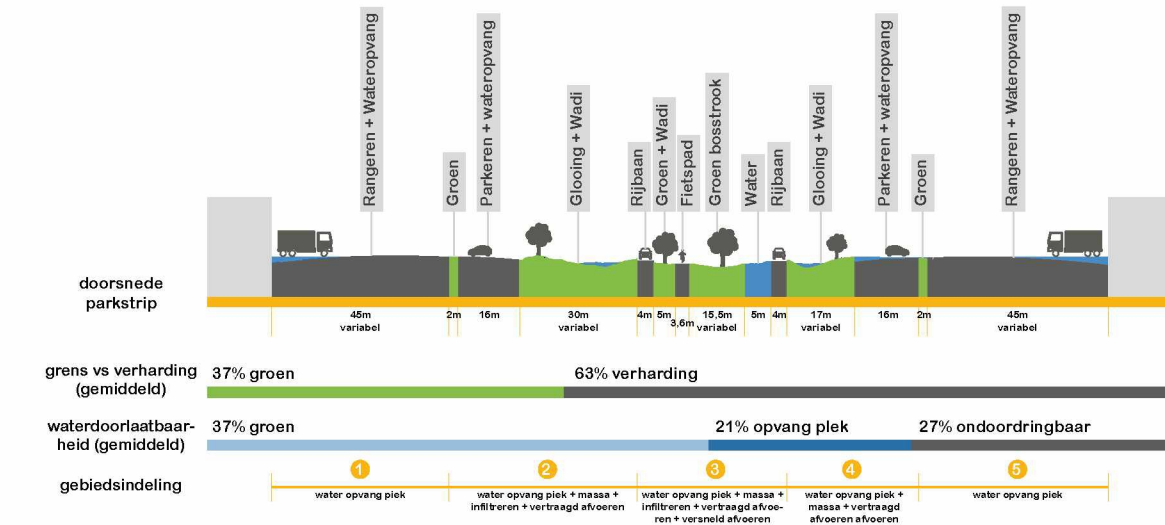 Rangeren + Wateropvang
Groen
Parkeren + wateropvang
Glooing + Wadi
Rijbaan
Groen + Wadi
Fietspad
Groen bosstrook
Water
Rijbaan
Glooing + Wadi
Parkeren + wateropvang
Groen
Rangeren + Wateropvang
doorsnede
parkstrip
45m
variabel
2m
16m
30m
variabel
4m
5m
3,6m
15,5m
variabel
5m
4m
17m
variabel
16m
2m
45m
variabel
grens vs verharding
(gemiddeld)
37% groen
63% verharding
waterdoorlaatbaar-
heid (gemiddeld)
37% groen
21% opvang plek
27% ondoordringbaar
gebiedsindeling
1
water opvang piek
2
water opvang piek + massa +
infiltreren + vertraagd afvoeren
3
water opvang piek + massa +
infiltreren + vertraagd afvoe-
ren + versneld afvoeren
4
water opvang piek +
massa + vertraagd
afvoeren afvoeren
5
water opvang piek